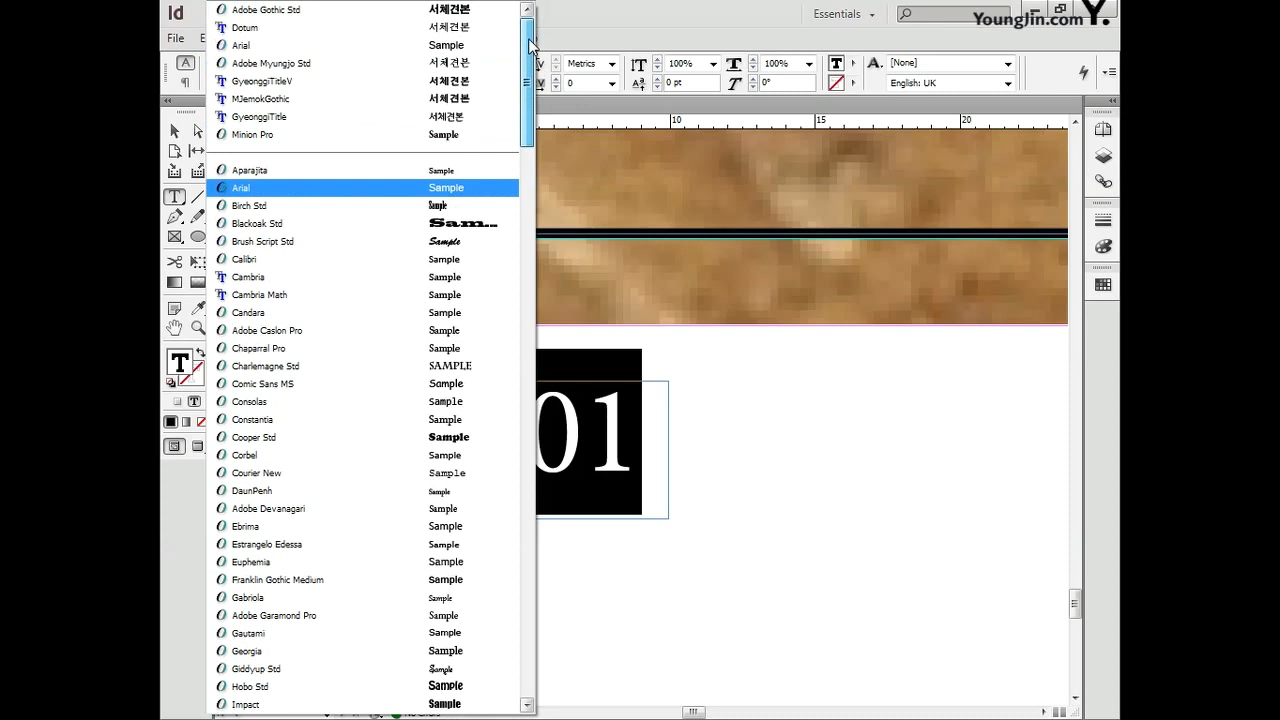 Id
Essentials
YoungJin.com Y.
File
Metrics
100%
100%
A. [None]
0
0 pt
0°
English: UK
Adobe Gothic Std 서체견본
Dotum 서체견본
Arial Sample
Adobe Myungjo Std 서체견본
GyeonggiTitleV 서체견본
MJemokGothic 서체견본
GyeonggiTitle 서체견본
Minion Pro Sample
Aparajita Sample
Arial Sample
Birch Std Sample
Blackoak Std Sam...
Brush Script Std Sample
Calibri Sample
Cambria Sample
Cambria Math Sample
Candara Sample
Adobe Caslon Pro Sample
Chaparral Pro Sample
Charlemagne Std SAMPLE
Comic Sans MS Sample
Consolas Sample
Constantia Sample
Cooper Std Sample
Corbel Sample
Courier New Sample
DaunPenh Sample
Adobe Devanagari Sample
Ebrima Sample
Estrangelo Edessa Sample
Euphemia Sample
Franklin Gothic Medium Sample
Gabriola Sample
Adobe Garamond Pro Sample
Gautami Sample
Georgia Sample
Giddyup Std Sample
Hobo Std Sample
Impact Sample
10
15
20
01